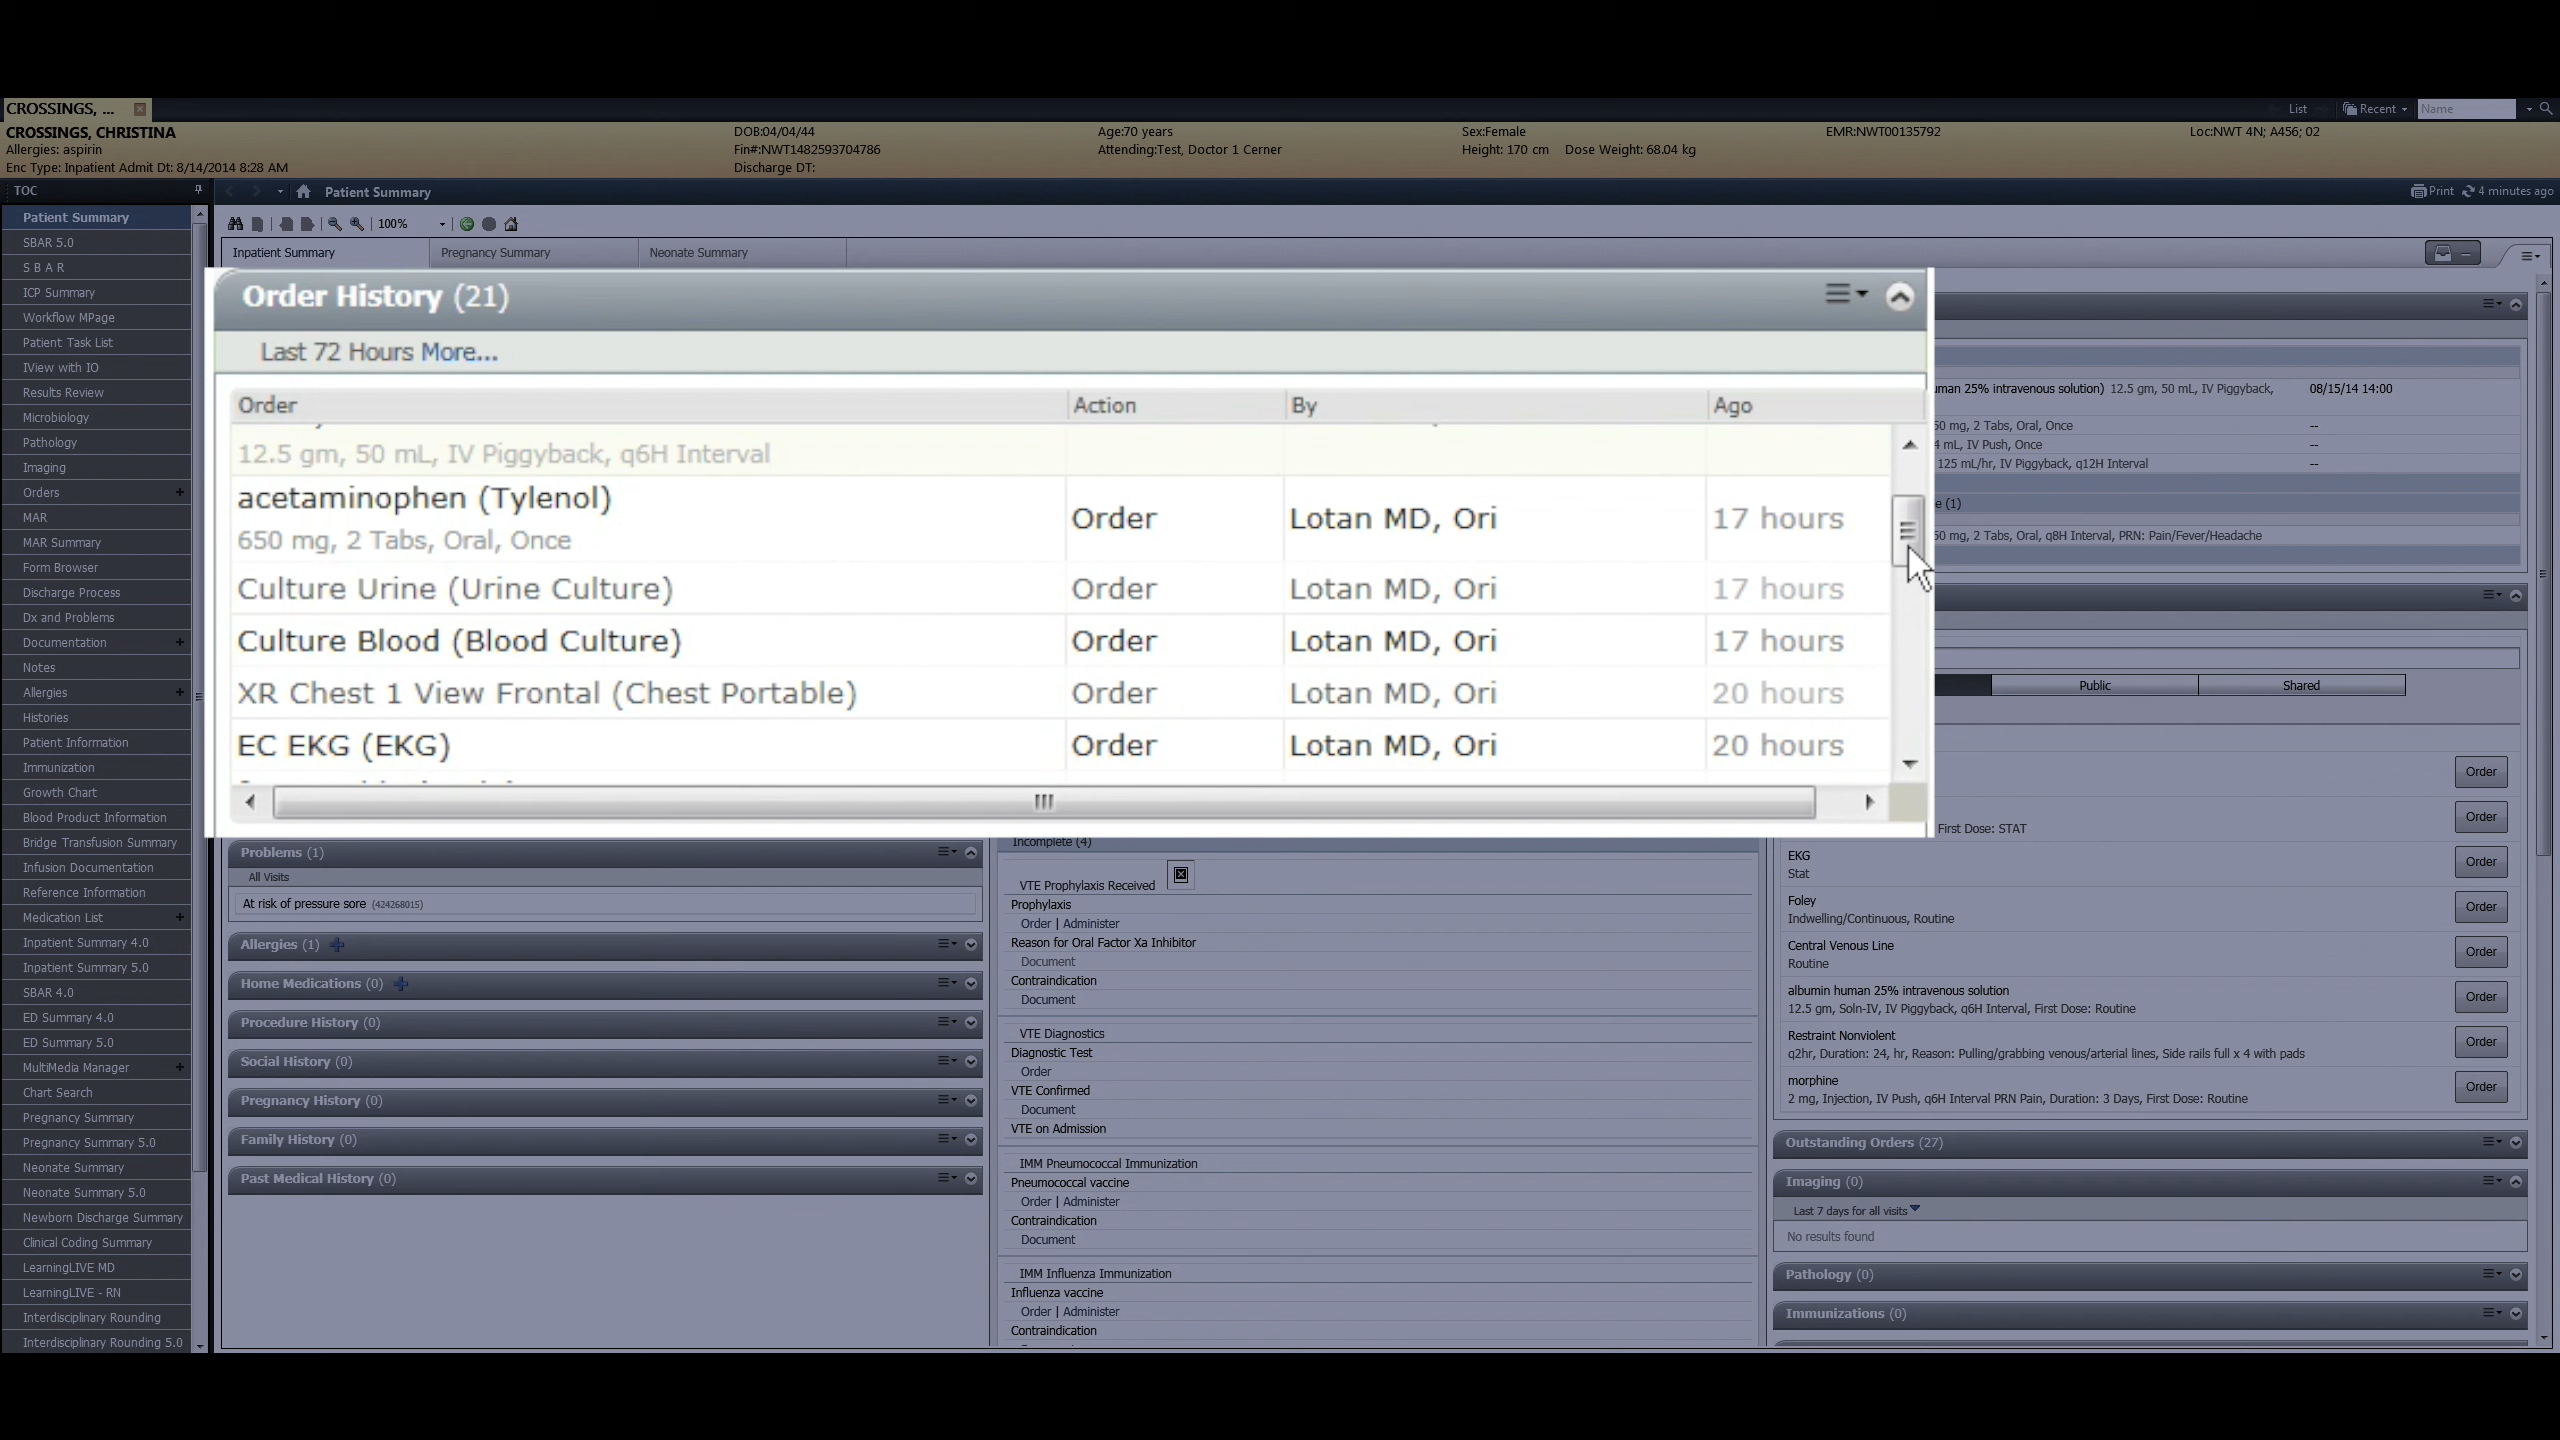 CROSSINGS, ...
List
Recent
Name
CROSSINGS, CHRISTINA
DOB:04/04/44
Age:70 years
Sex:Female
EMR:NWT00135792
Loc:NWT 4N; A456; 02
Allergies: aspirin
Fin#:NWT1482593704786
Attending:Test, Doctor 1 Cerner
Height: 170 cm Dose Weight: 68.04 kg
Enc Type: Inpatient Admit Dt: 8/14/2014 8:28 AM
Discharge DT:
TOC
Patient Summary
Print
4 minutes ago
Patient Summary
SBAR 5.0
S B A R
ICP Summary
Workflow MPage
Patient Task List
IView with IO
Results Review
Microbiology
Pathology
Imaging
Orders
MAR
MAR Summary
Form Browser
Discharge Process
Dx and Problems
Documentation
Notes
Allergies
Histories
Patient Information
Immunization
Growth Chart
Blood Product Information
Bridge Transfusion Summary
Infusion Documentation
Reference Information
Medication List
Inpatient Summary 4.0
Inpatient Summary 5.0
SBAR 4.0
ED Summary 4.0
ED Summary 5.0
MultiMedia Manager
Chart Search
Pregnancy Summary
Pregnancy Summary 5.0
Neonate Summary
Neonate Summary 5.0
Newborn Discharge Summary
Clinical Coding Summary
LearningLIVE MD
LearningLIVE - RN
Interdisciplinary Rounding
Interdisciplinary Rounding 5.0
100%
Inpatient Summary
Pregnancy Summary
Neonate Summary
Order History (21)
Last 72 Hours More...
Order Action By Ago
12.5 gm, 50 mL, IV Piggyback, q6H Interval
acetaminophen (Tylenol)
650 mg, 2 Tabs, Oral, Once
Order Lotan MD, Ori 17 hours
Culture Urine (Urine Culture) Order Lotan MD, Ori 17 hours
Culture Blood (Blood Culture) Order Lotan MD, Ori 17 hours
XR Chest 1 View Frontal (Chest Portable) Order Lotan MD, Ori 20 hours
EC EKG (EKG) Order Lotan MD, Ori 20 hours
Problems (1)
All Visits
At risk of pressure sore (424268015)
Allergies (1)
Home Medications (0)
Procedure History (0)
Social History (0)
Pregnancy History (0)
Family History (0)
Past Medical History (0)
Incomplete (4)
VTE Prophylaxis Received
Prophylaxis
Order | Administer
Reason for Oral Factor Xa Inhibitor
Document
Contraindication
Document
VTE Diagnostics
Diagnostic Test
Order
VTE Confirmed
Document
VTE on Admission
IMM Pneumococcal Immunization
Pneumococcal vaccine
Order | Administer
Contraindication
Document
IMM Influenza Immunization
Influenza vaccine
Order | Administer
Contraindication
25% intravenous solution) 12.5 gm, 50 mL, IV Piggyback, 08/15/14 14:00
mg, 2 Tabs, Oral, Once --
mL, IV Push, Once --
125 mL/hr, IV Piggyback, q12H Interval --
(1)
mg, 2 Tabs, Oral, q8H Interval, PRN: Pain/Fever/Headache
Public
Shared
Order
First Dose: STAT
Order
EKG
Stat
Order
Foley
Indwelling/Continuous, Routine
Order
Central Venous Line
Routine
Order
albumin human 25% intravenous solution
12.5 gm, Soln-IV, IV Piggyback, q6H Interval, First Dose: Routine
Order
Restraint Nonviolent
q2hr, Duration: 24, hr, Reason: Pulling/grabbing venous/arterial lines, Side rails full x 4 with pads
Order
morphine
2 mg, Injection, IV Push, q6H Interval PRN Pain, Duration: 3 Days, First Dose: Routine
Order
Outstanding Orders (27)
Imaging (0)
Last 7 days for all visits
No results found
Pathology (0)
Immunizations (0)